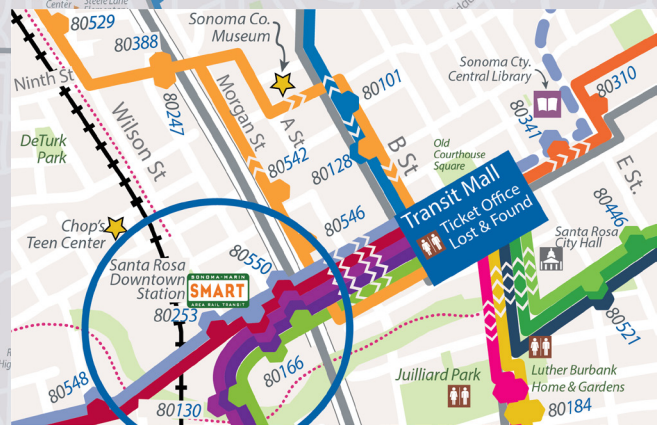 Center
80529
80388
Sonoma Co.
Museum
Ninth St
80247
Wilson St
Morgan St.
A St.
80101
B St
Sonoma Cty.
Central Library
80310
80341
DeTurk
Park
80542
80128
Old
Courthouse
Square
E St.
Chop's
Teen Center
80546
Transit Mall
Ticket Office
Lost & Found
80446
Santa Rosa
City Hall
80550
Santa Rosa
Downtown
Station
SONOMA-MARIN
SMART
AREA RAIL TRANSIT
80253
80521
80166
Juilliard Park
Luther Burbank
Home & Gardens
80548
80130
80184